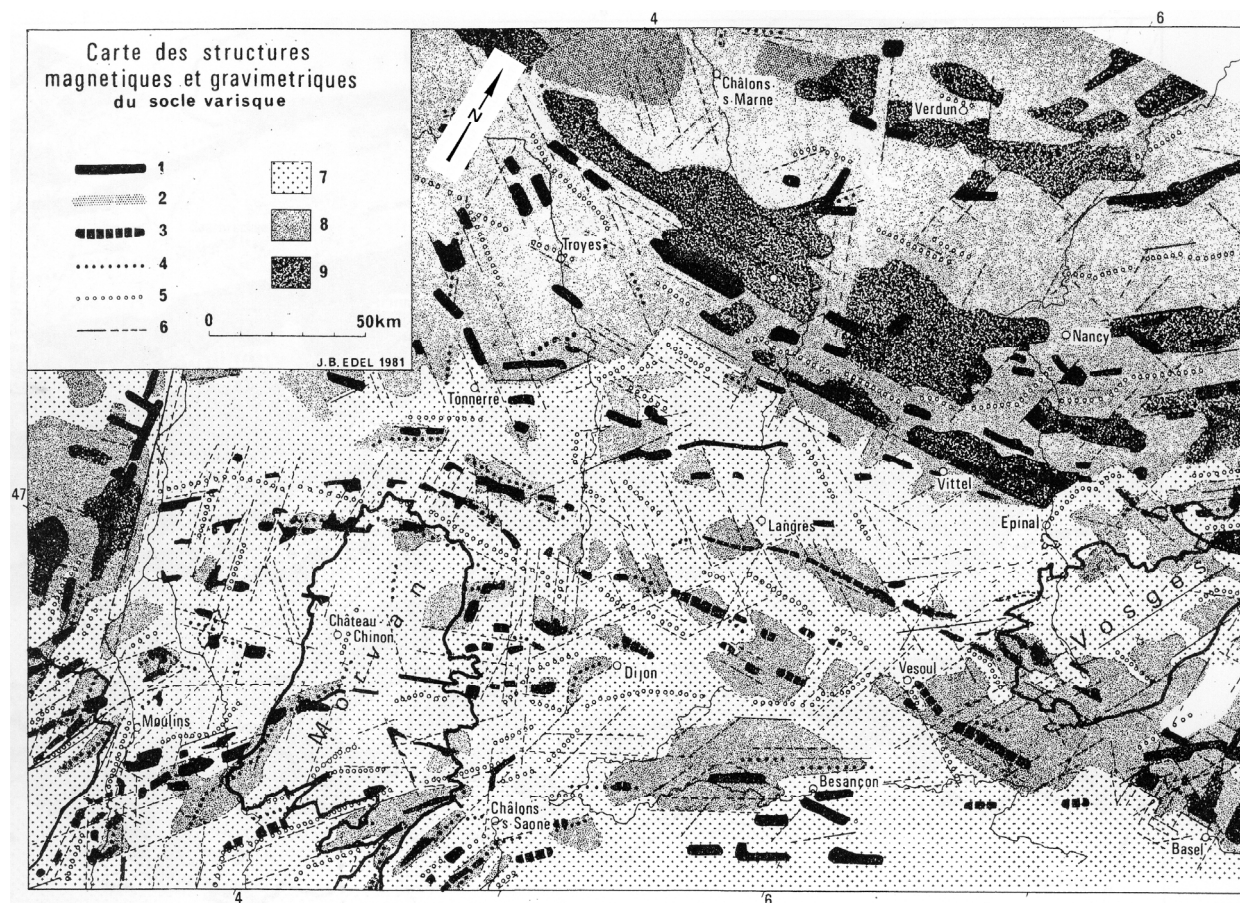 4
6
Carte des structures
magnetiques et gravimetriques
du socle varisque
1
2
3
4
5
6
7
8
9
0
50km
J.B. EDEL 1981
N
Châlons
s Marne
Verdun
Troyes
Nancy
Tonnerre
47
Vittel
Epinal
Langres
Vosges
Château
Chinon
Morvan
Dijon
Vesoul
Moulins
Besançon
Châlons
s Saone
Basel
4
6